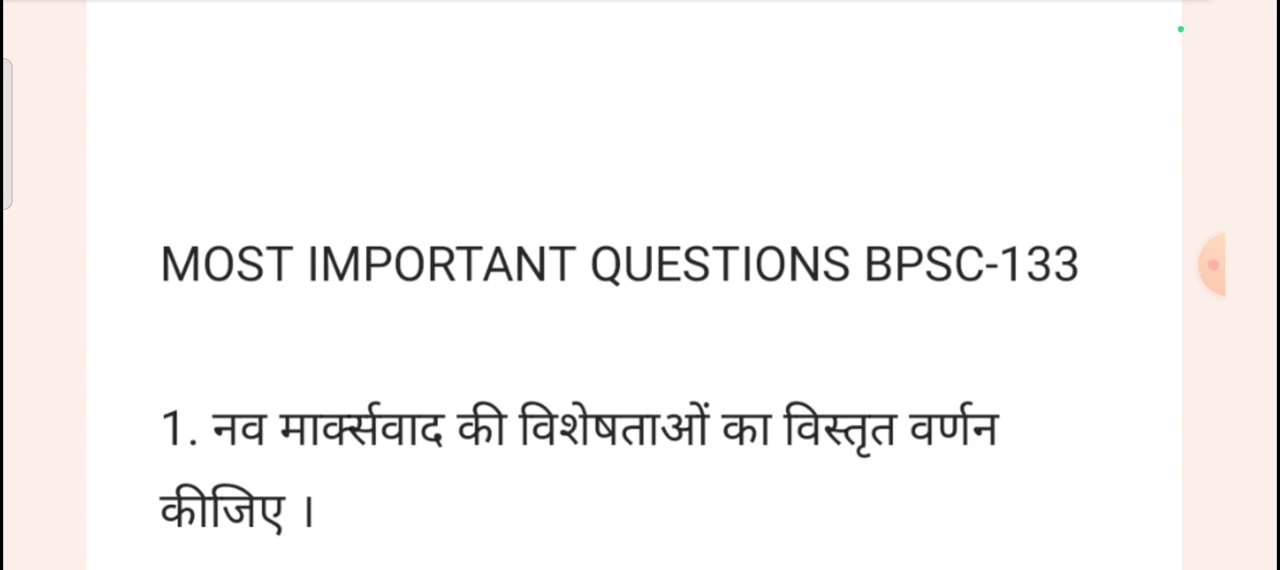 MOST IMPORTANT QUESTIONS BPSC-133
1. नव मार्क्सवाद की विशेषताओं का विस्तृत वर्णन
कीजिए ।